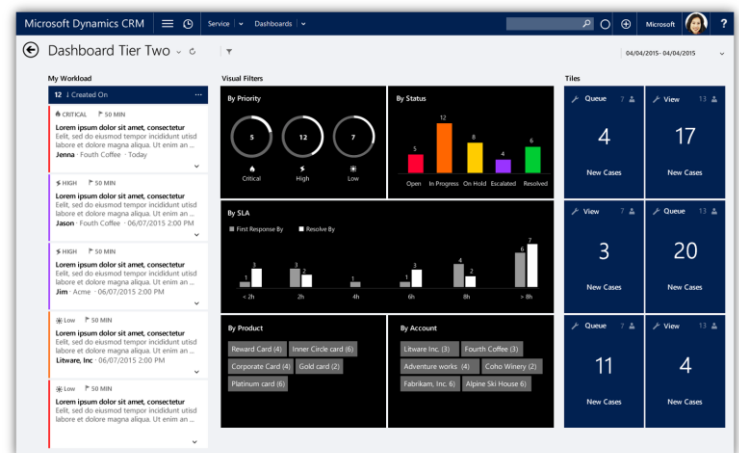 Microsoft Dynamics CRM
Service
Dashboards
Microsoft
?
Dashboard Tier Two
04/04/2015- 04/04/2015
My Workload
12 ↓ Created On ...
CRITICAL 50 MIN
Lorem ipsum dolor sit amet, consectetur
Eelit, sed do eiusmod tempor incididunt utisd
labore et dolore magna aliqua. Ut enim an ...
Jenna · Fouth Coffee · Today
HIGH 50 MIN
Lorem ipsum dolor sit amet, consectetur
Eelit, sed do eiusmod tempor incididunt utisd
labore et dolore magna aliqua. Ut enim an ...
Jason · Fouth Coffee · 06/07/2015 2:00 PM
HIGH 50 MIN
Lorem ipsum dolor sit amet, consectetur
Eelit, sed do eiusmod tempor incididunt utisd
labore et dolore magna aliqua. Ut enim an ...
Jim · Acme · 06/07/2015 2:00 PM
Low 50 MIN
Lorem ipsum dolor sit amet, consectetur
Eelit, sed do eiusmod tempor incididunt utisd
labore et dolore magna aliqua. Ut enim an ...
Litware, Inc · 06/07/2015 2:00 PM
Low 50 MIN
Lorem ipsum dolor sit amet, consectetur
Eelit, sed do eiusmod tempor incididunt utisd
labore et dolore magna aliqua. Ut enim an ...
Visual Filters
By Priority
5 12 7
Critical High Low
By Status
5 12 8 4 6
Open In Progress On Hold Escalated Resolved
By SLA
First Response By Resolve By
1 3 3 2 1 1 3 4 2 6 7
< 2h 2h 4h 6h 8h > 8h
By Product
Reward Card (4) Inner Circle card (6)
Corporate Card (4) Gold card (2)
Platinum card (6)
By Account
Litware Inc. (3) Fourth Coffee (3)
Adventure works (4) Coho Winery (2)
Fabrikam, Inc. 6) Alpine Ski House 6)
Tiles
Queue 7
4
New Cases
View 13
17
New Cases
View 7
3
New Cases
Queue 13
20
New Cases
Queue 7
11
New Cases
View 13
4
New Cases